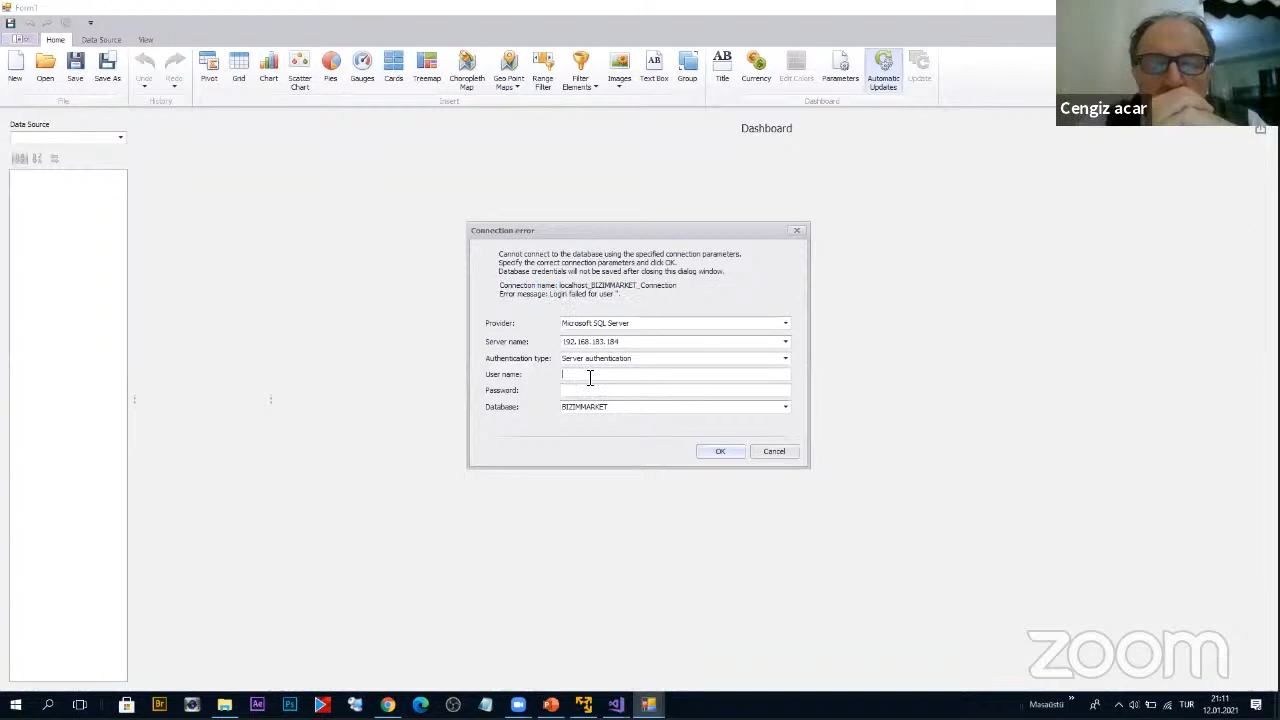 Form1
Home
Data Source
View
New
Open
Save
Save As
Undo
Redo
Pivot
Grid
Chart
Scatter Chart
Pies
Gauges
Cards
Treemap
Choropleth Map
Geo Point Maps
Range Filter
Filter Elements
Images
Text Box
Group
Title
Currency
Edit Colors
Parameters
Automatic Updates
Update
File
History
Insert
Dashboard
Cengiz acar
Data Source
Dashboard
Connection error
Cannot connect to the database using the specified connection parameters.
Specify the correct connection parameters and click OK.
Database credentials will not be saved after closing this dialog window.
Connection name: localhost_BIZIMMARKET_Connection
Error message: Login failed for user ''.
Provider: Microsoft SQL Server
Server name: 192.168.183.184
Authentication type: Server authentication
User name:
Password:
Database: BIZIMMARKET
OK
Cancel
zoom
Masaüstü
TUR
21:11
12.01.2021